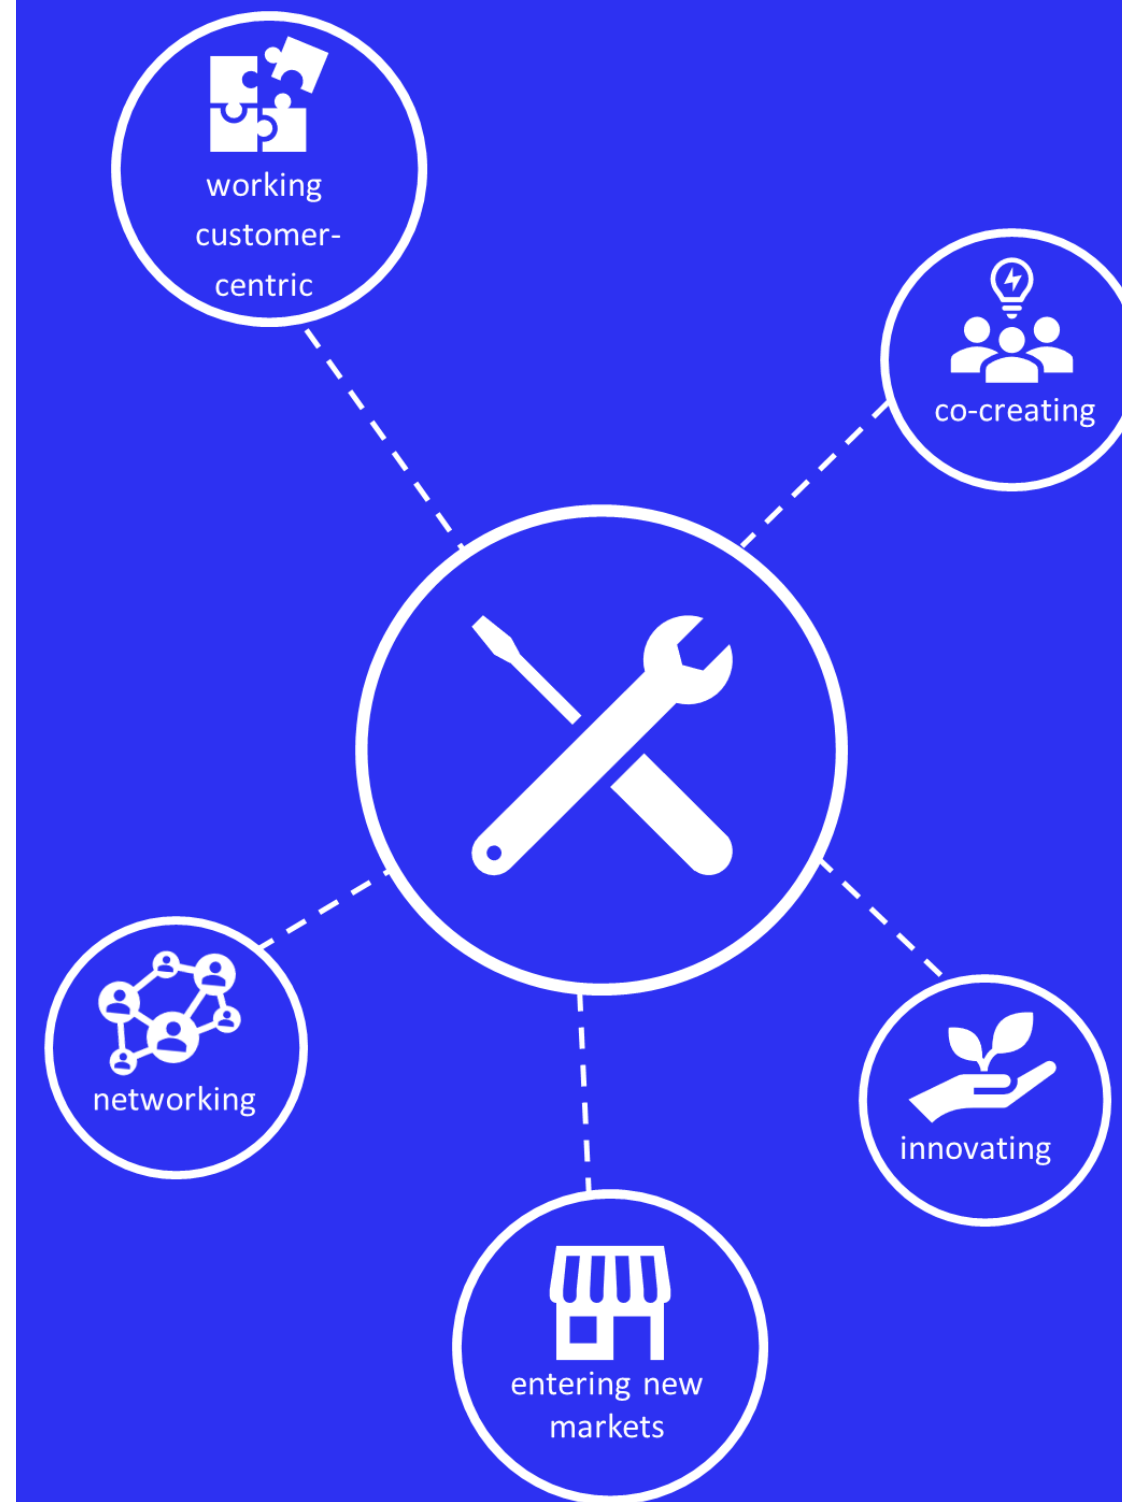 working
customer-
centric
co-creating
networking
innovating
entering new
markets